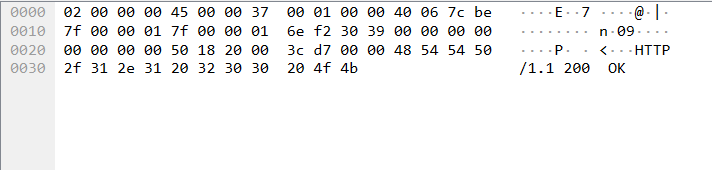 0000 02 00 00 00 45 00 00 37 00 01 00 00 40 06 7c be ····E··7 ····@·|·
0010 7f 00 00 01 7f 00 00 01 6e f2 30 39 00 00 00 00 ········ n·09····
0020 00 00 00 00 50 18 20 00 3c d7 00 00 48 54 54 50 ····P· · <···HTTP
0030 2f 31 2e 31 20 32 30 30 20 4f 4b /1.1 200 OK